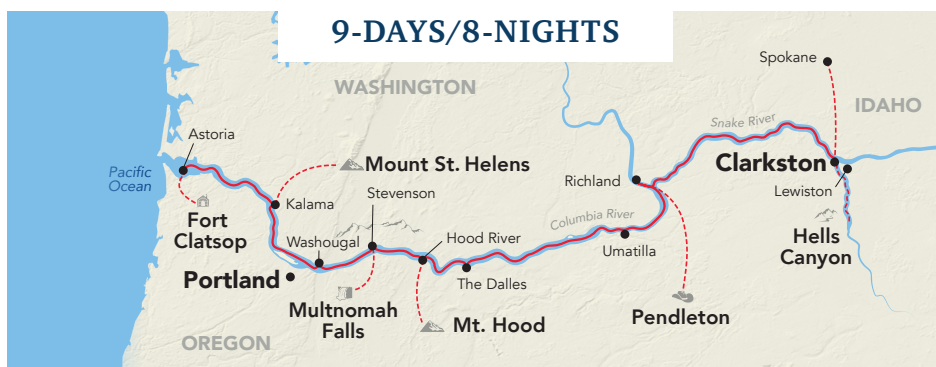 9-DAYS/8-NIGHTS
Spokane
WASHINGTON
IDAHO
Snake River
Astoria
Pacific
Ocean
Mount St. Helens
Clarkston
Richland
Lewiston
Stevenson
Kalama
Fort
Clatsop
Columbia River
Washougal
Hood River
Umatilla
Hells
Canyon
Portland
The Dalles
Multnomah
Falls
Mt. Hood
Pendleton
OREGON